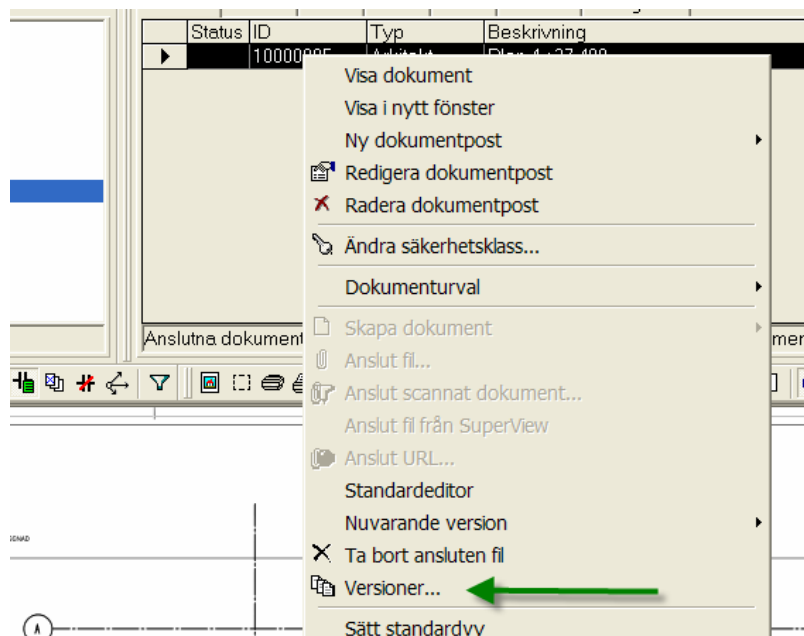 Status ID Typ Beskrivning
Visa dokument
Visa i nytt fönster
Ny dokumentpost
Redigera dokumentpost
Radera dokumentpost
Ändra säkerhetsklass...
Dokumenturval
Anslutna dokument
Skapa dokument
Anslut fil...
Anslut scannat dokument...
Anslut fil från SuperView
Anslut URL...
Standardeditor
Nuvarande version
Ta bort ansluten fil
Versioner...
A
Sätt standardvy